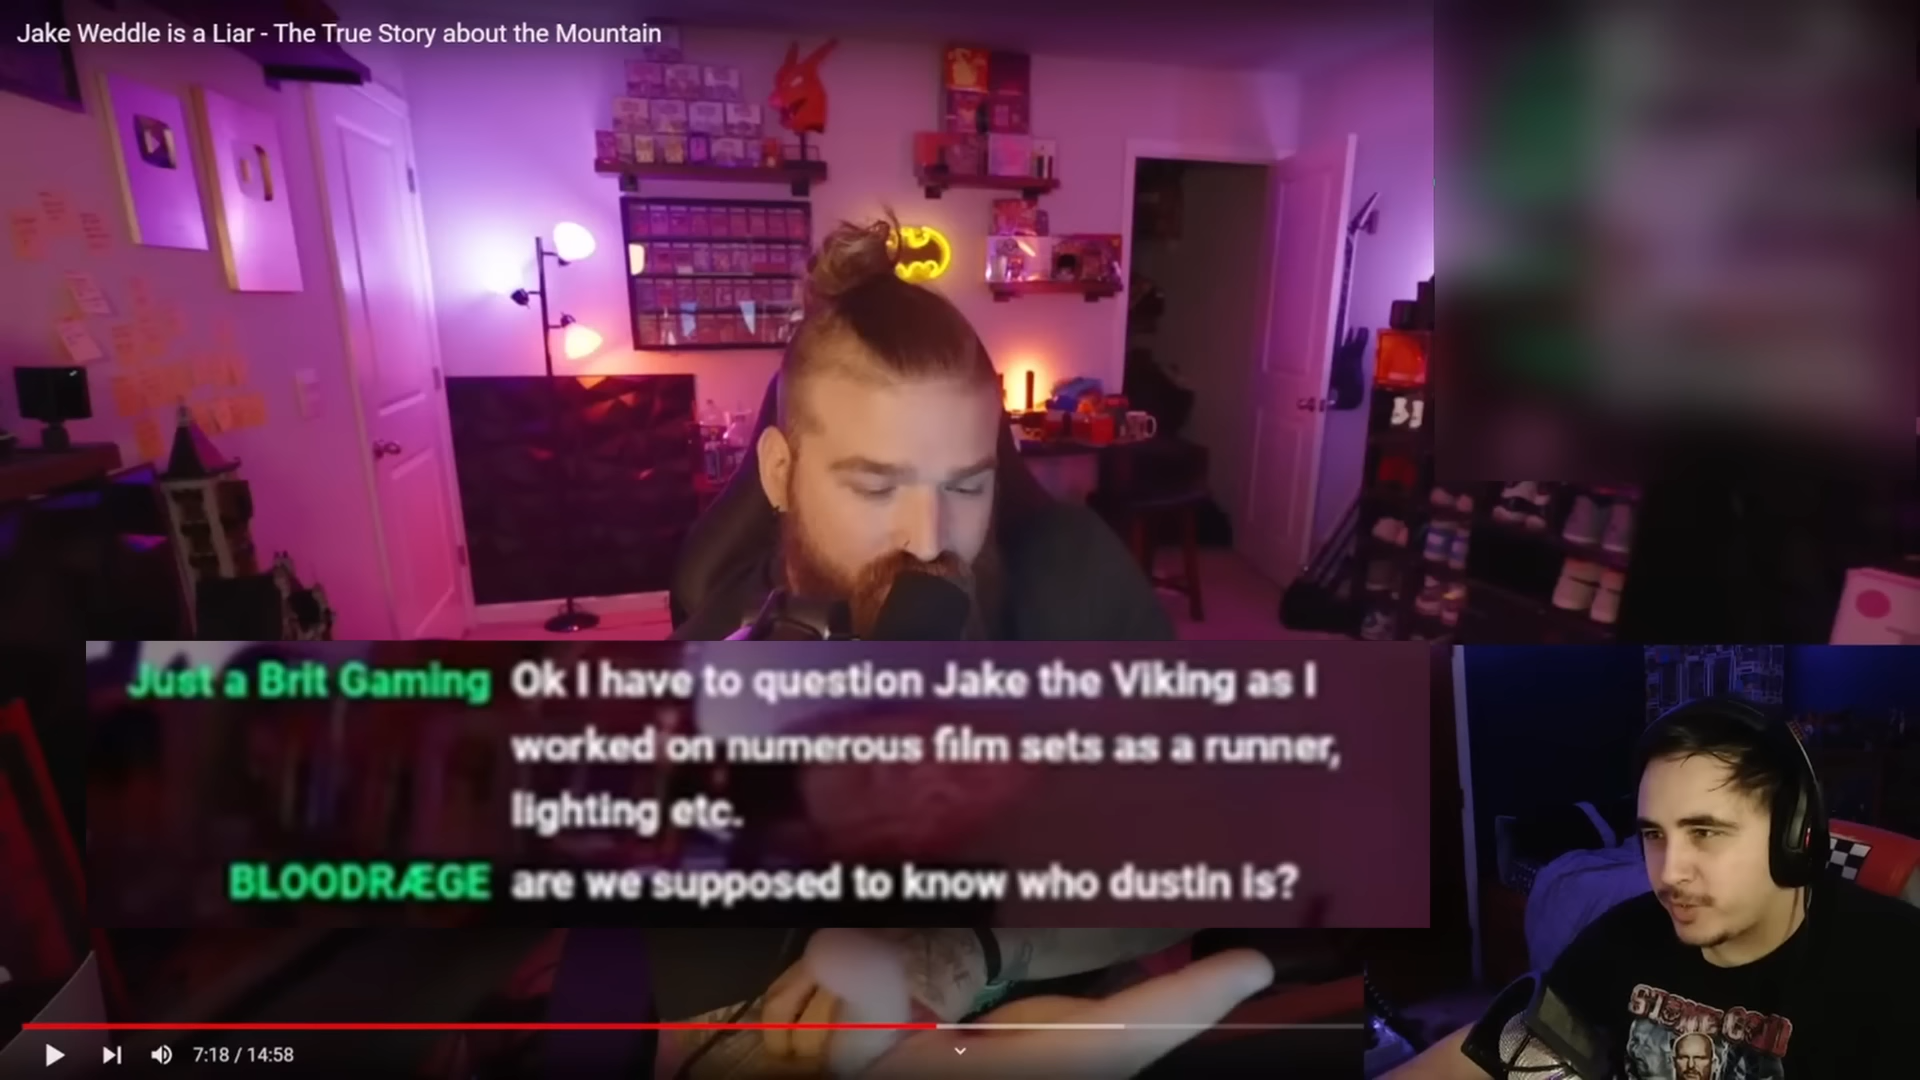 Jake Weddle is a Liar - The True Story about the Mountain
Just a Brit Gaming Ok I have to question Jake the Viking as I
worked on numerous film sets as a runner,
lighting etc.
BLOODRÆGE are we supposed to know who dustin is?
7:18 / 14:58
STONE COLD